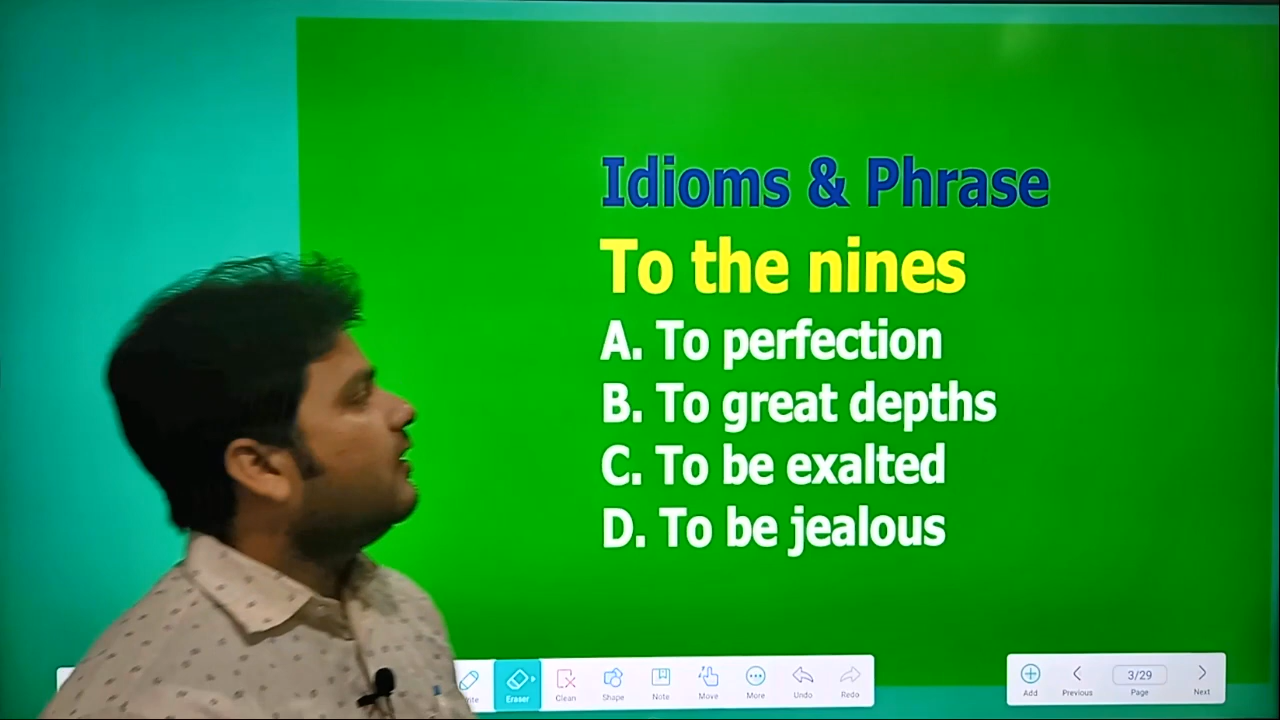 Idioms & Phrase
To the nines
A. To perfection
B. To great depths
C. To be exalted
D. To be jealous
Eraser Clean Shape Note Move More Undo Redo
3/29
Add Previous Page Next